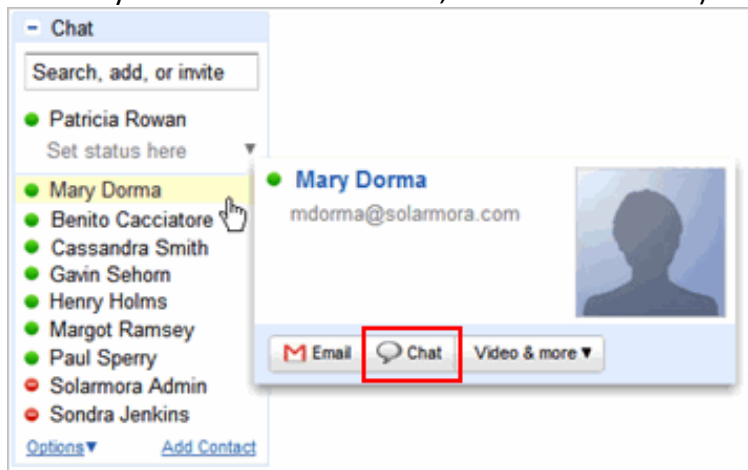 Chat
Search, add, or invite
Patricia Rowan
Set status here
Mary Dorma
Benito Cacciatore
Cassandra Smith
Gavin Sehorn
Henry Holms
Margot Ramsey
Paul Sperry
Solarmora Admin
Sondra Jenkins
Options▼ Add Contact
Mary Dorma
mdorma@solarmora.com
Email Chat Video & more ▼